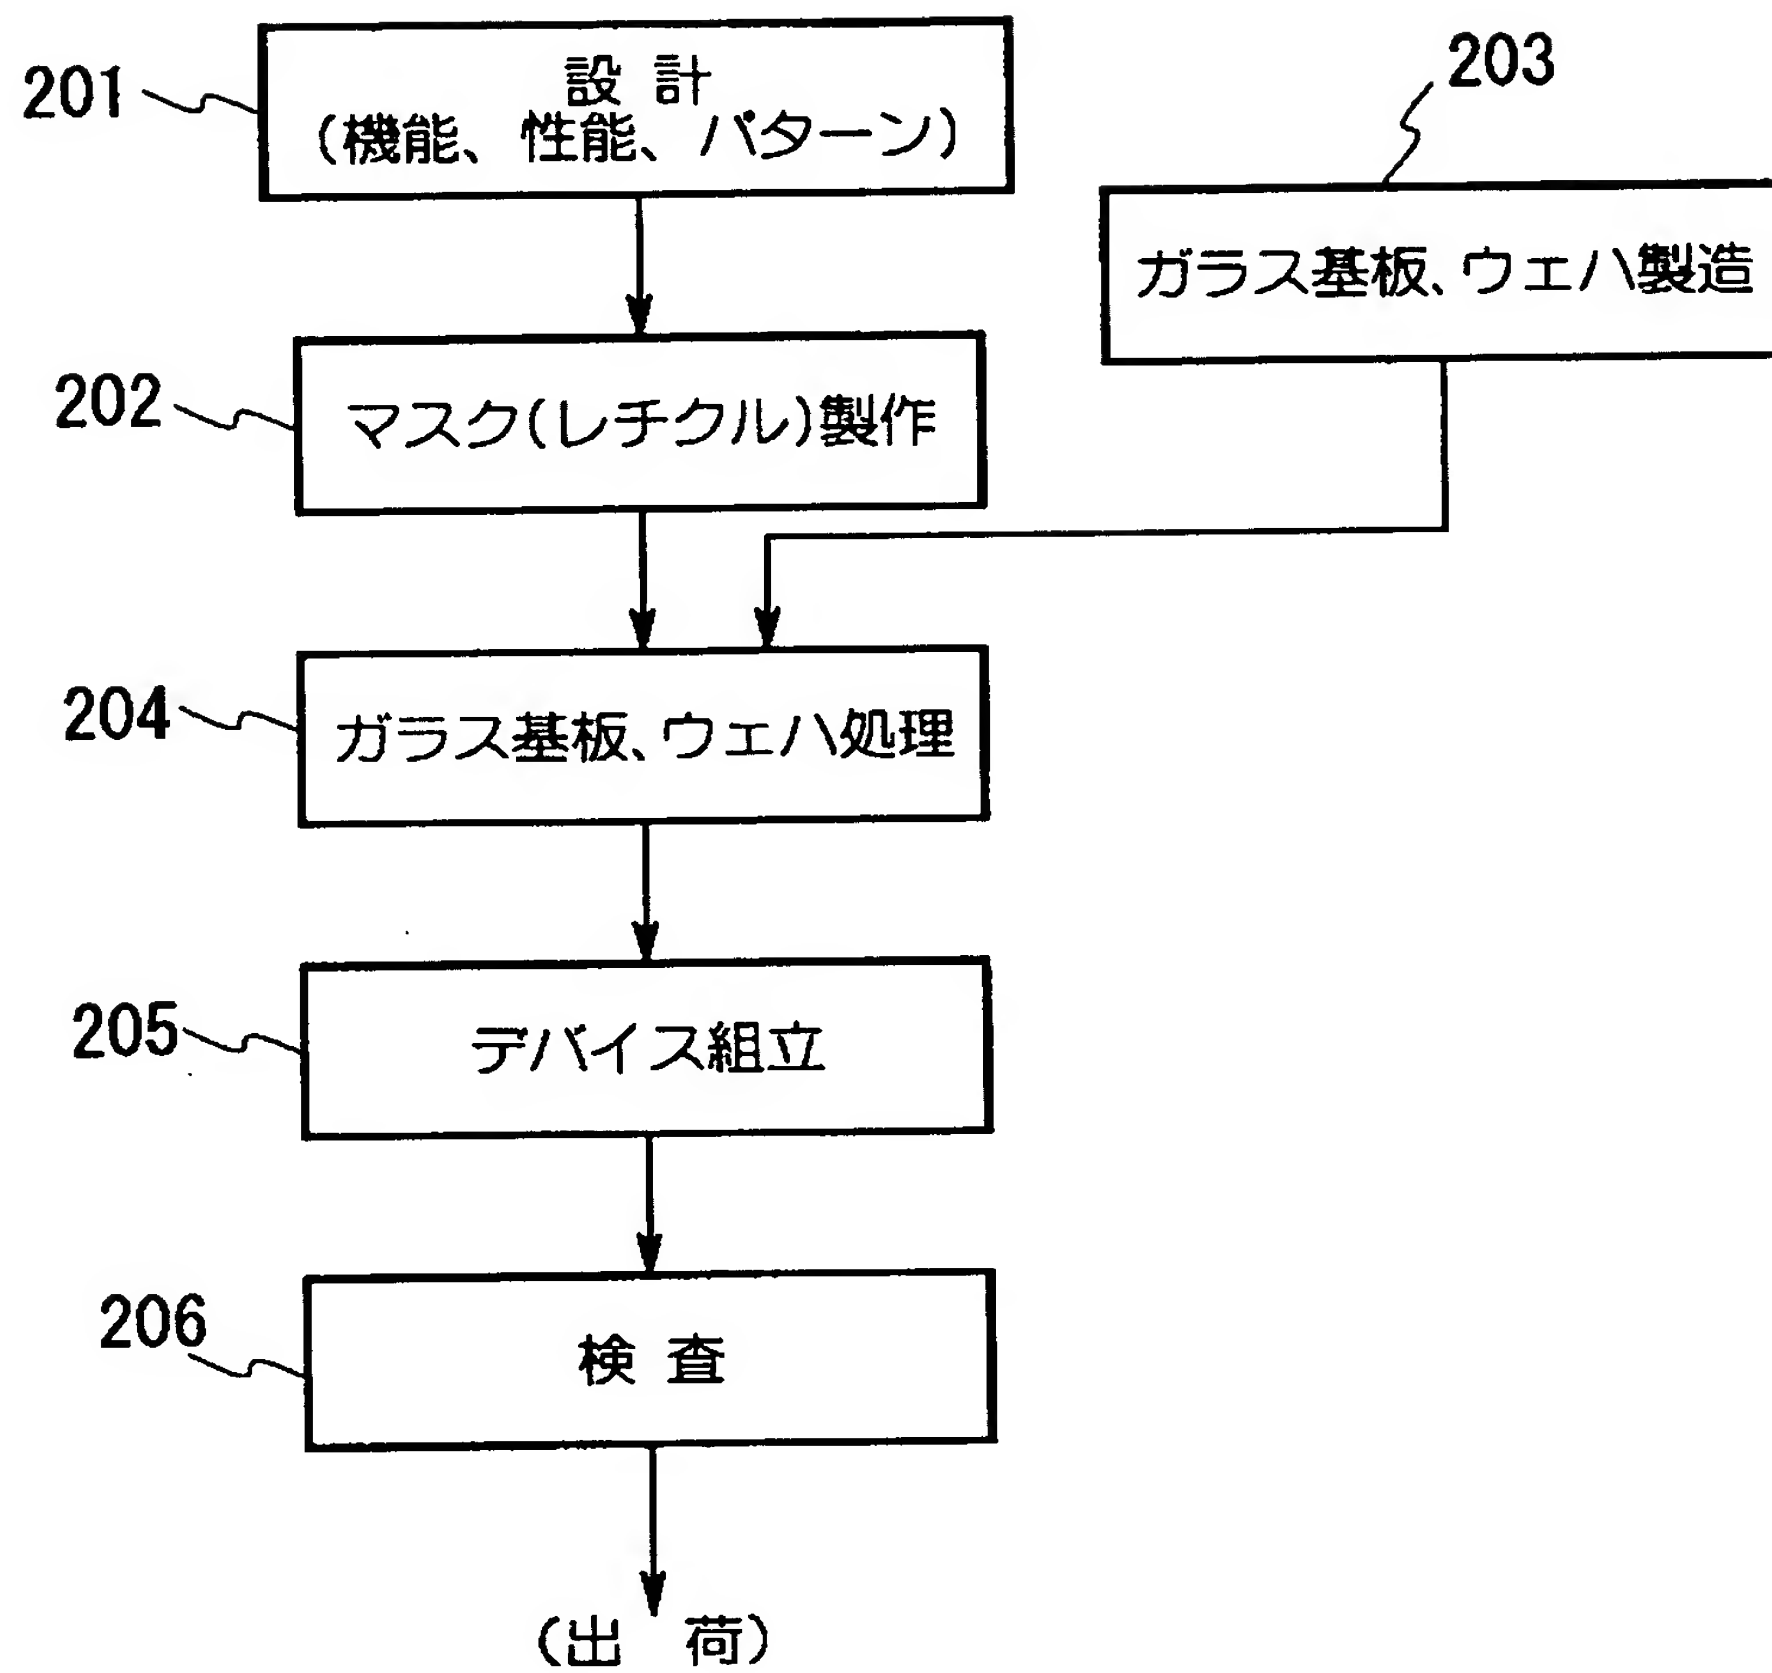 201
設 計
(機能、性能、パターン)
203
ガラス基板、ウェハ製造
202
マスク(レチクル)製作
204
ガラス基板、ウェハ処理
205
デバイス組立
206
検 査
(出 荷)